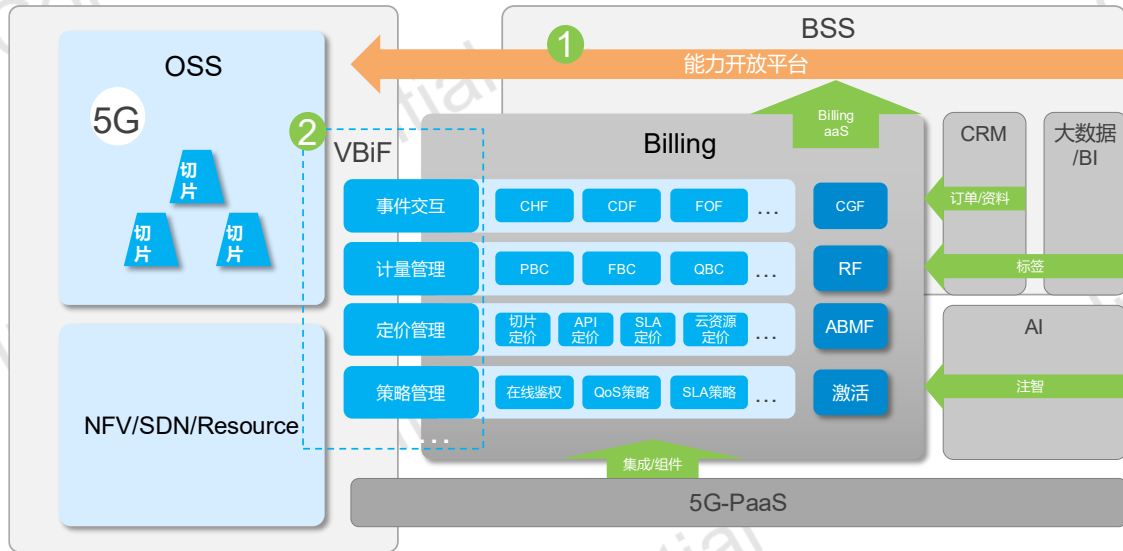 BSS
1
能力开放平台
OSS
5G
切
片
切
片
切
片
2
VBiF
Billing
Billing
aaS
CRM
大数据
/BI
事件交互
CHF
CDF
FOF
...
CGF
订单/资料
计量管理
PBC
FBC
QBC
...
RF
标签
定价管理
切片
定价
API
定价
SLA
定价
云资源
定价
...
ABMF
AI
策略管理
在线鉴权
QoS策略
SLA策略
...
激活
注智
NFV/SDN/Resource
...
集成/组件
5G-PaaS